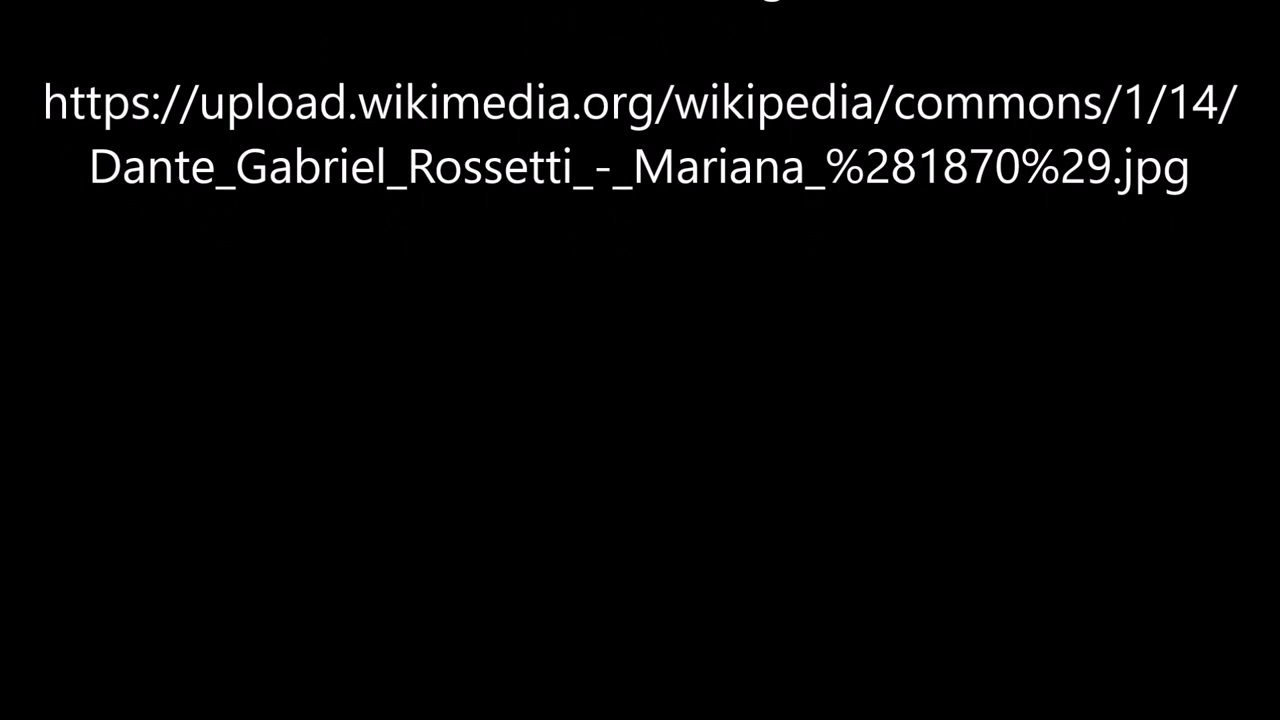 https://upload.wikimedia.org/wikipedia/commons/1/14/
Dante_Gabriel_Rossetti_-_Mariana_%281870%29.jpg